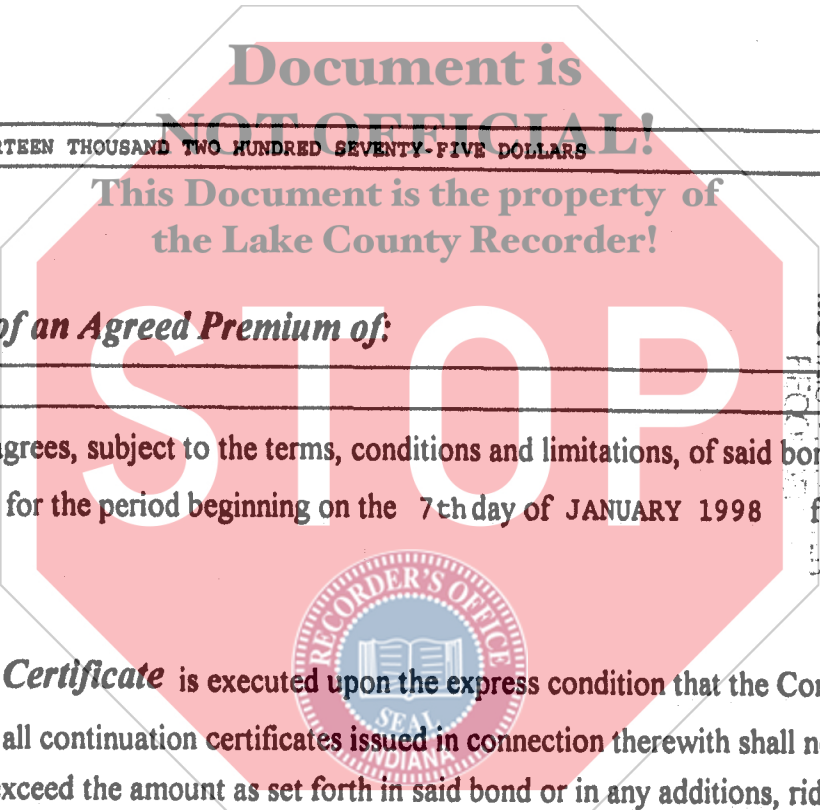 Document is
NOT OFFICIAL!
RTEEN THOUSAND TWO HUNDRED SEVENTY-FIVE DOLLARS
This Document is the property of
the Lake County Recorder!
of an Agreed Premium of:
STOP
agrees, subject to the terms, conditions and limitations, of said bon
for the period beginning on the 7th day of JANUARY 1998 f
RECORDER'S OFFICE
Certificate is executed upon the express condition that the Con
SEAL
all continuation certificates issued in connection therewith shall n
INDIANA
exceed the amount as set forth in said bond or in any additions, rid